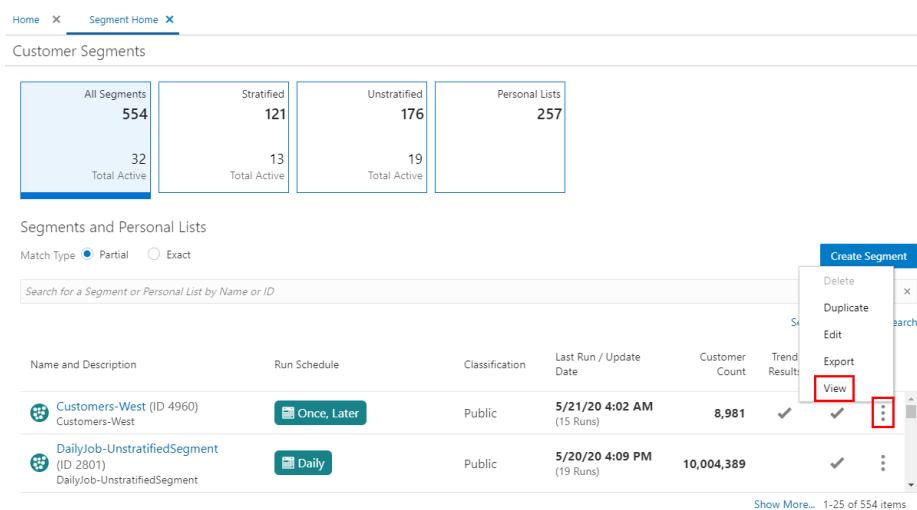 Home × Segment Home ×
Customer Segments
All Segments
554
32
Total Active
Stratified
121
13
Total Active
Unstratified
176
19
Total Active
Personal Lists
257
Segments and Personal Lists
Match Type Partial Exact
Create Segment
Search for a Segment or Personal List by Name or ID
×
Delete
Duplicate
Edit
Export
View
Name and Description
Run Schedule
Classification
Last Run / Update
Date
Customer
Count
Trend
Customers-West (ID 4960)
Customers-West
Once, Later
Public
5/21/20 4:02 AM
(15 Runs)
8,981
DailyJob-UnstratifiedSegment
(ID 2801)
DailyJob-UnstratifiedSegment
Daily
Public
5/20/20 4:09 PM
(19 Runs)
10,004,389
Show More... 1-25 of 554 items